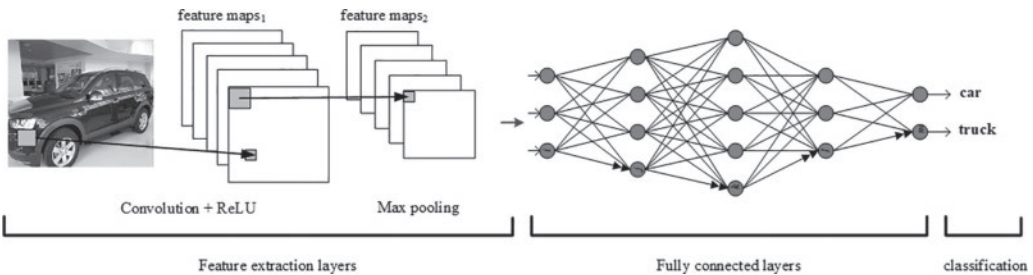 feature maps₁
feature maps₂
car
truck
Convolution + ReLU
Max pooling
Feature extraction layers
Fully connected layers
classification